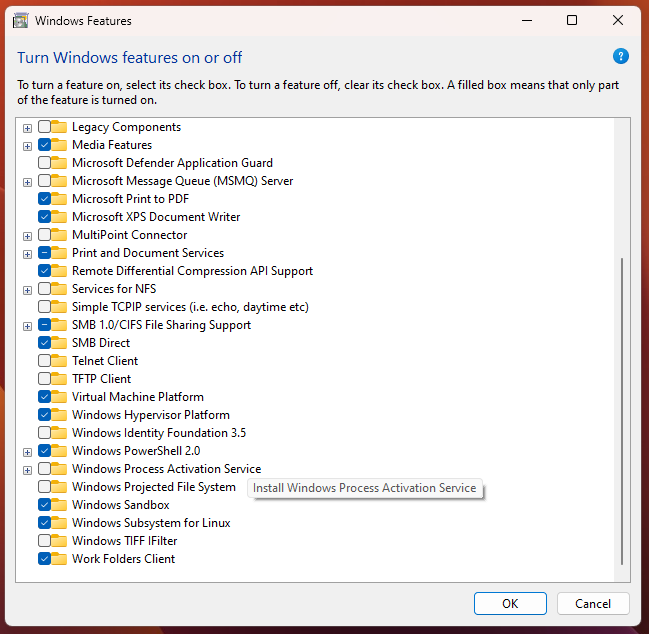 Windows Features
Turn Windows features on or off
?
To turn a feature on, select its check box. To turn a feature off, clear its check box. A filled box means that only part
of the feature is turned on.
Legacy Components
Media Features
Microsoft Defender Application Guard
Microsoft Message Queue (MSMQ) Server
Microsoft Print to PDF
Microsoft XPS Document Writer
MultiPoint Connector
Print and Document Services
Remote Differential Compression API Support
Services for NFS
Simple TCPIP services (i.e. echo, daytime etc)
SMB 1.0/CIFS File Sharing Support
SMB Direct
Telnet Client
TFTP Client
Virtual Machine Platform
Windows Hypervisor Platform
Windows Identity Foundation 3.5
Windows PowerShell 2.0
Windows Process Activation Service
Windows Projected File System
Install Windows Process Activation Service
Windows Sandbox
Windows Subsystem for Linux
Windows TIFF IFilter
Work Folders Client
OK
Cancel